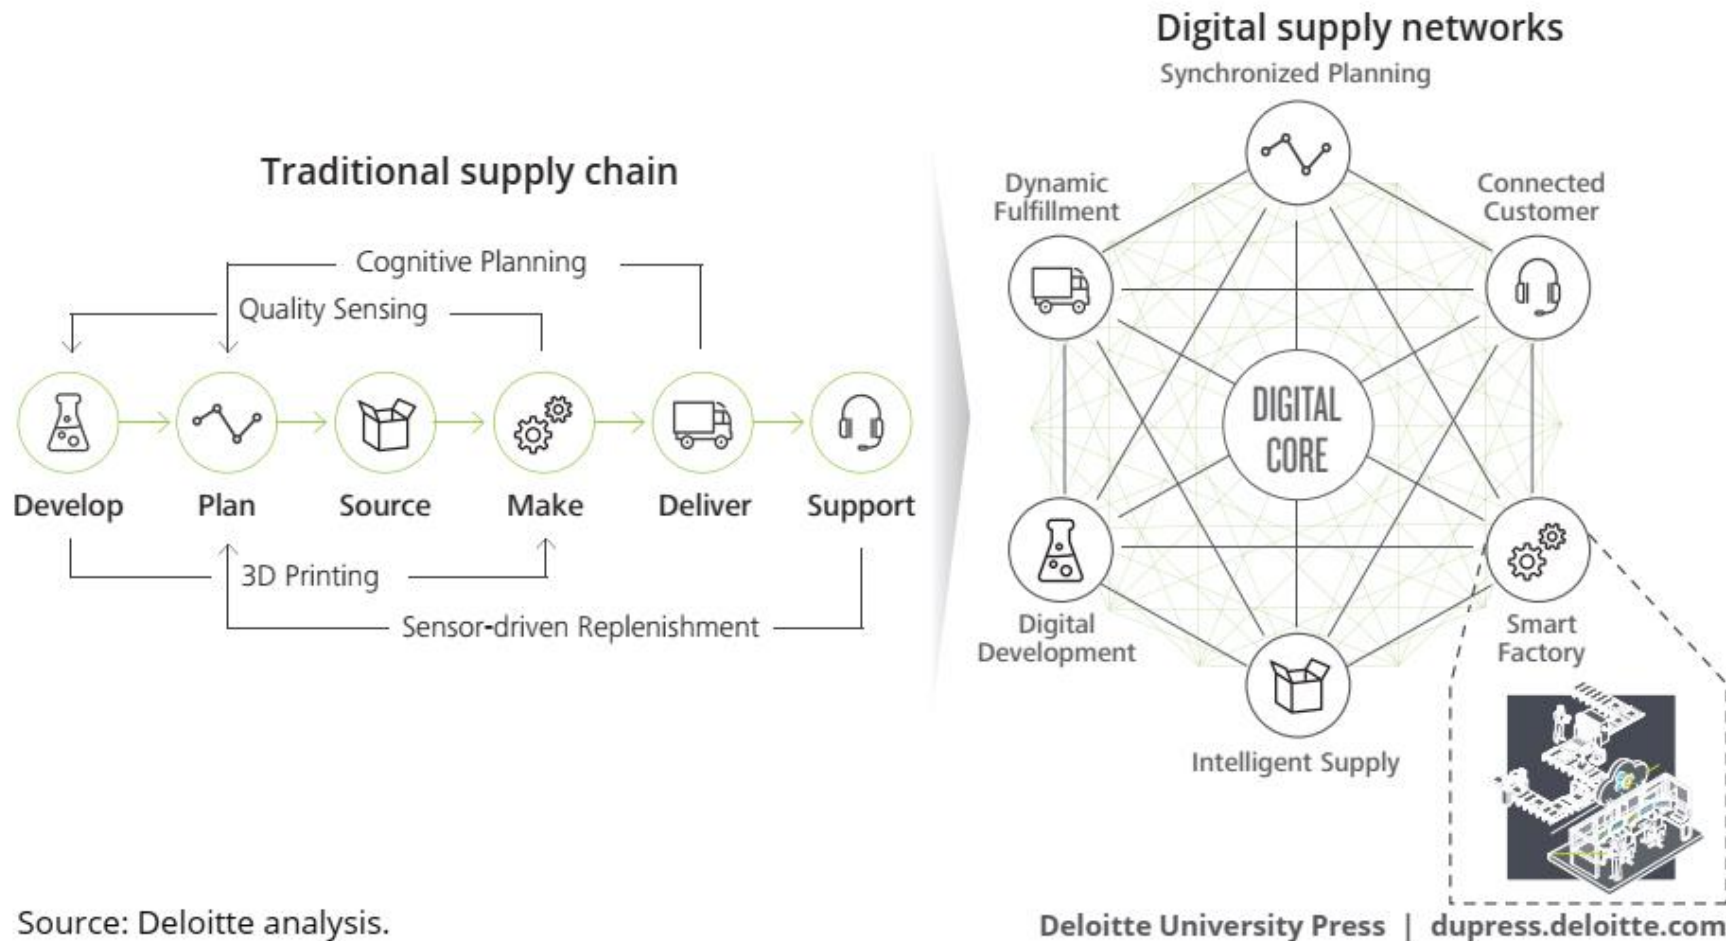 Digital supply networks
Synchronized Planning
Traditional supply chain
Dynamic
Fulfillment
Connected
Customer
Cognitive Planning
Quality Sensing
DIGITAL
CORE
Develop
Plan
Source
Make
Deliver
Support
3D Printing
Sensor-driven Replenishment
Digital
Development
Smart
Factory
Intelligent Supply
Source: Deloitte analysis.
Deloitte University Press | dupress.deloitte.com